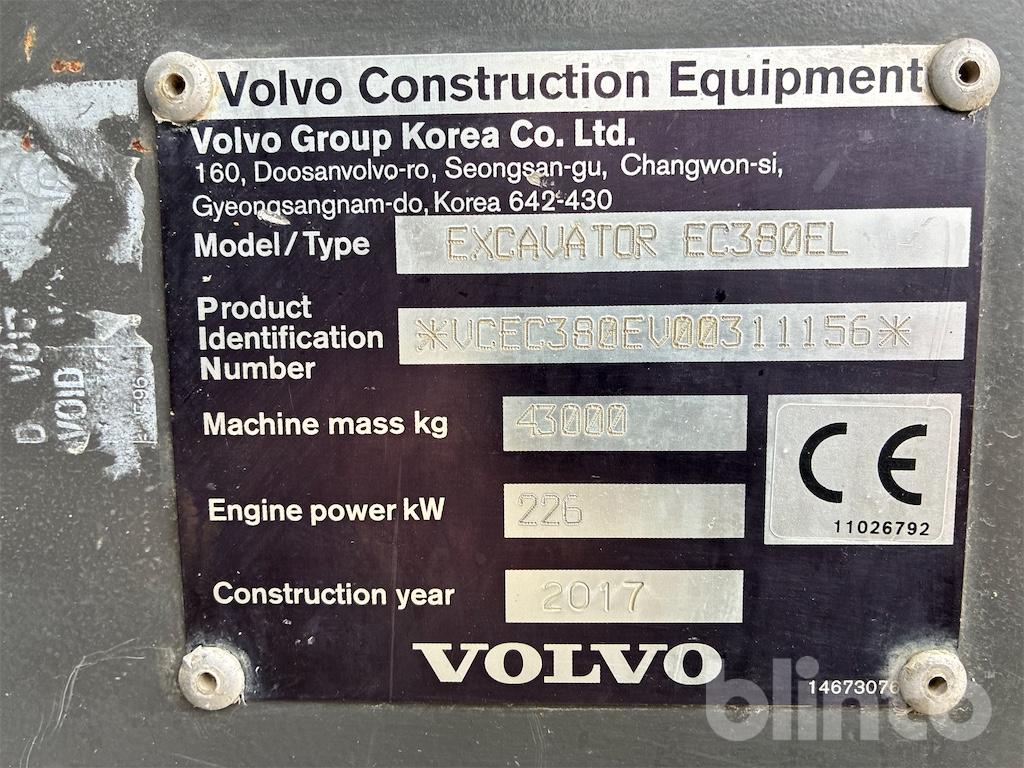 Volvo Construction Equipment
Volvo Group Korea Co. Ltd.
160, Doosanvolvo-ro, Seongsan-gu, Changwon-si,
Gyeongsangnam-do, Korea 642-430
Model/Type EXCAVATOR EC380EL
Product
Identification
Number
*VCEC380EV00311156*
Machine mass kg 43000
Engine power kW 226
Construction year 2017
CE
11026792
VOLVO
1467307
blinto
D VOID